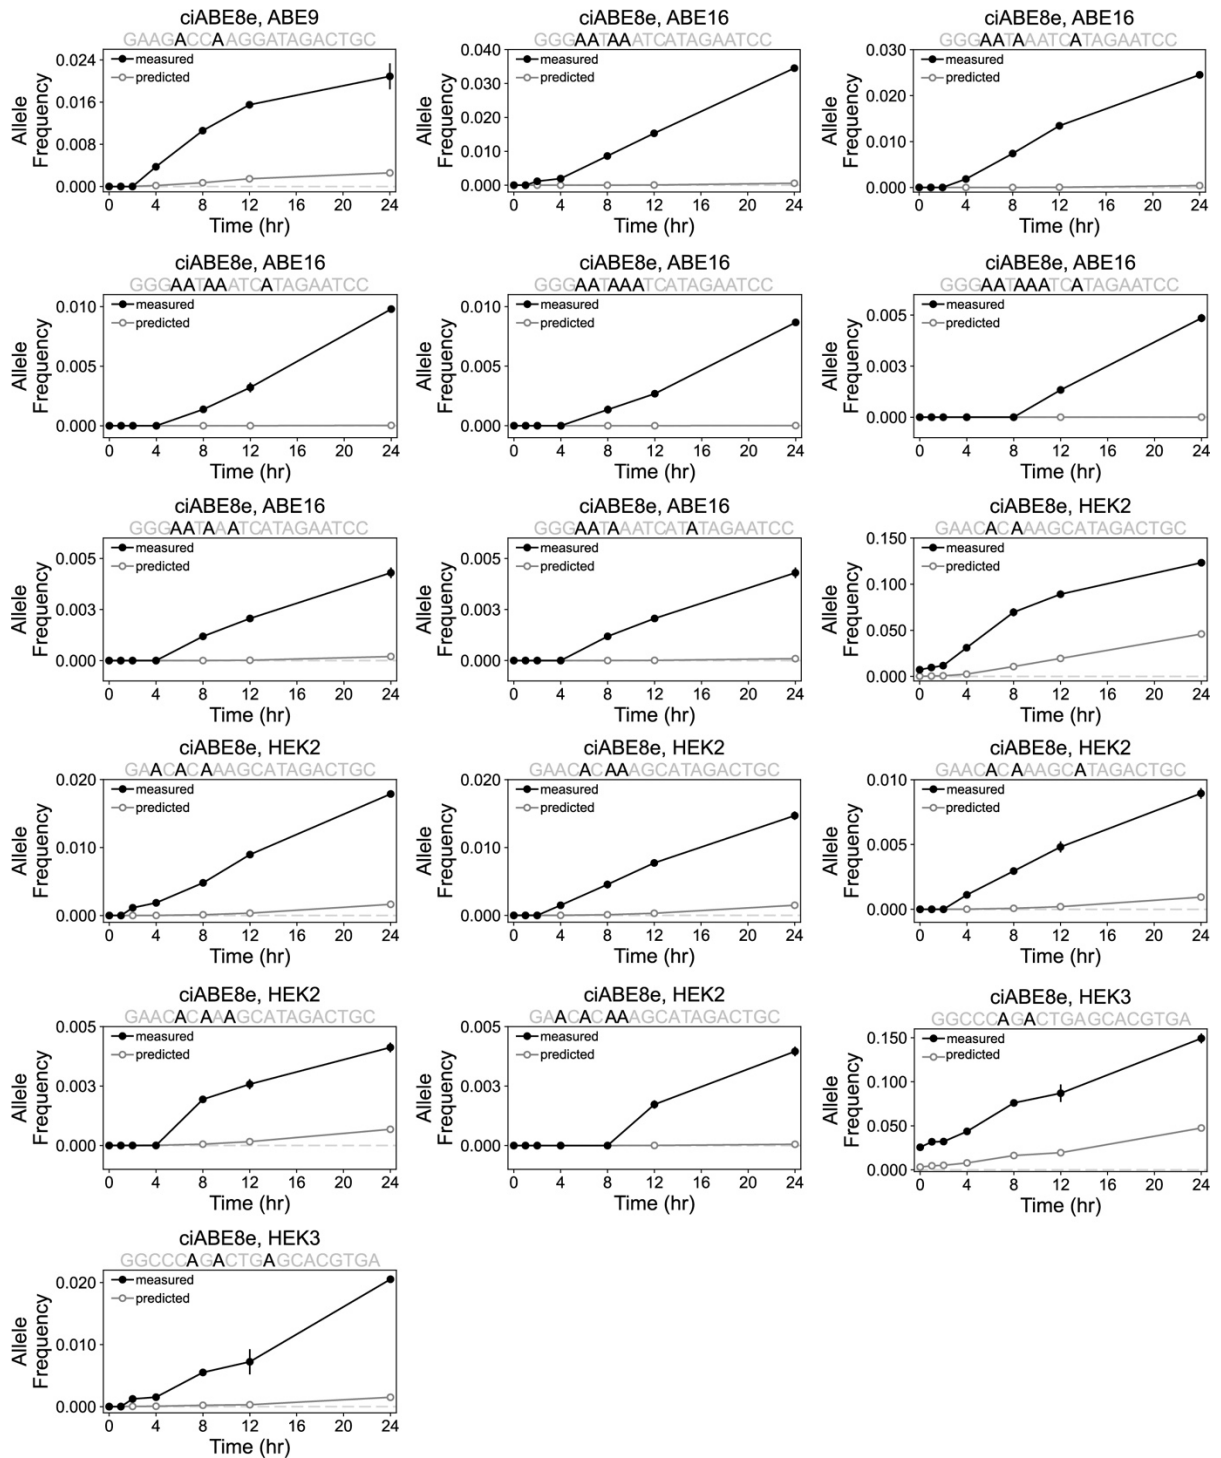 ciABE8e, ABE9
GAAGACCAAGGATAGACTGC
measured
predicted
0.024
0.016
0.008
0.000
Allele
Frequency
0 4 8 12 16 20 24
Time (hr)
ciABE8e, ABE16
GGGAATAAATCATAGAATCC
measured
predicted
0.040
0.030
0.020
0.010
0.000
Allele
Frequency
0 4 8 12 16 20 24
Time (hr)
ciABE8e, ABE16
GGGAATAAATCATAGAATCC
measured
predicted
0.030
0.020
0.010
0.000
Allele
Frequency
0 4 8 12 16 20 24
Time (hr)
ciABE8e, ABE16
GGGAATAAATCATAGAATCC
measured
predicted
0.010
0.005
0.000
Allele
Frequency
0 4 8 12 16 20 24
Time (hr)
ciABE8e, ABE16
GGGAATAAATCATAGAATCC
measured
predicted
0.010
0.005
0.000
Allele
Frequency
0 4 8 12 16 20 24
Time (hr)
ciABE8e, ABE16
GGGAATAAATCATAGAATCC
measured
predicted
0.005
0.003
0.000
Allele
Frequency
0 4 8 12 16 20 24
Time (hr)
ciABE8e, ABE16
GGGAATAAATCATAGAATCC
measured
predicted
0.005
0.003
0.000
Allele
Frequency
0 4 8 12 16 20 24
Time (hr)
ciABE8e, ABE16
GGGAATAAATCATATAGAATCC
measured
predicted
0.005
0.003
0.000
Allele
Frequency
0 4 8 12 16 20 24
Time (hr)
ciABE8e, HEK2
GAACACAAAGCATAGACTGC
measured
predicted
0.150
0.100
0.050
0.000
Allele
Frequency
0 4 8 12 16 20 24
Time (hr)
ciABE8e, HEK2
GAACACAAAGCATAGACTGC
measured
predicted
0.020
0.010
0.000
Allele
Frequency
0 4 8 12 16 20 24
Time (hr)
ciABE8e, HEK2
GAACACAAAGCATAGACTGC
measured
predicted
0.020
0.010
0.000
Allele
Frequency
0 4 8 12 16 20 24
Time (hr)
ciABE8e, HEK2
GAACACAAAGCATAGACTGC
measured
predicted
0.010
0.005
0.000
Allele
Frequency
0 4 8 12 16 20 24
Time (hr)
ciABE8e, HEK2
GAACACAAAGCATAGACTGC
measured
predicted
0.005
0.003
0.000
Allele
Frequency
0 4 8 12 16 20 24
Time (hr)
ciABE8e, HEK2
GAACACAAAGCATAGACTGC
measured
predicted
0.005
0.003
0.000
Allele
Frequency
0 4 8 12 16 20 24
Time (hr)
ciABE8e, HEK3
GGCCCAGACTGAGCACGTGA
measured
predicted
0.150
0.100
0.050
0.000
Allele
Frequency
0 4 8 12 16 20 24
Time (hr)
ciABE8e, HEK3
GGCCCAGACTGAGCACGTGA
measured
predicted
0.020
0.010
0.000
Allele
Frequency
0 4 8 12 16 20 24
Time (hr)